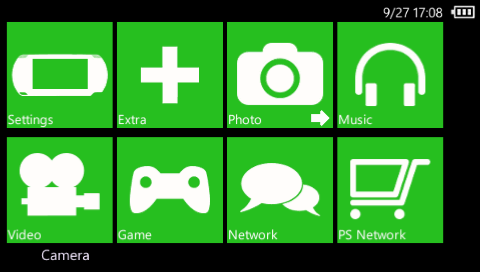 9/27 17:08
Settings
Extra
Photo
Music
Video
Game
Network
PS Network
Camera